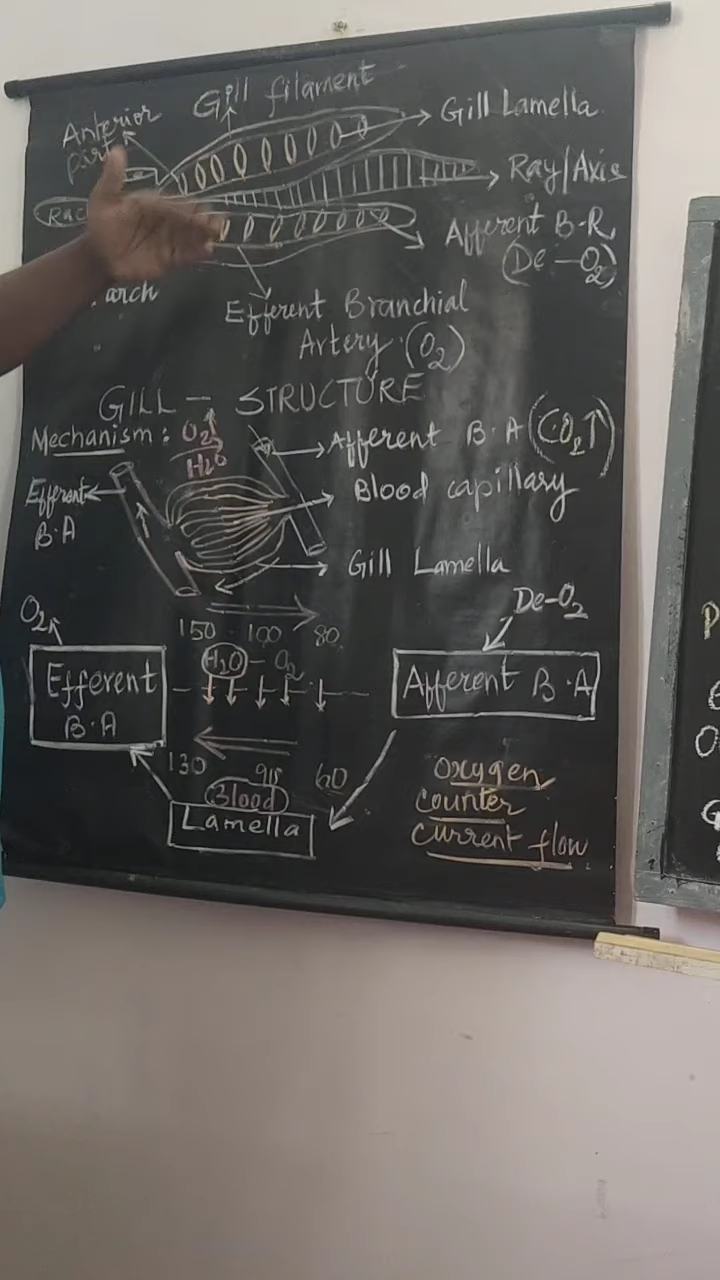 Gill filament
Anterior
Gill Lamella
Ray/Axis
Afferent B.R
(De-O2)
arch
Efferent Branchial
Artery (O2)
GILL - STRUCTURE
Mechanism: O2
H2O
Afferent B.A (CO2↑)
Efferent
B.A
Blood capillary
Gill Lamella
De-O2
O2
150 - 100 80
H2O - O2
Efferent
B.A
Afferent B.A
130 90 60
Blood
Lamella
Oxygen
counter
current flow